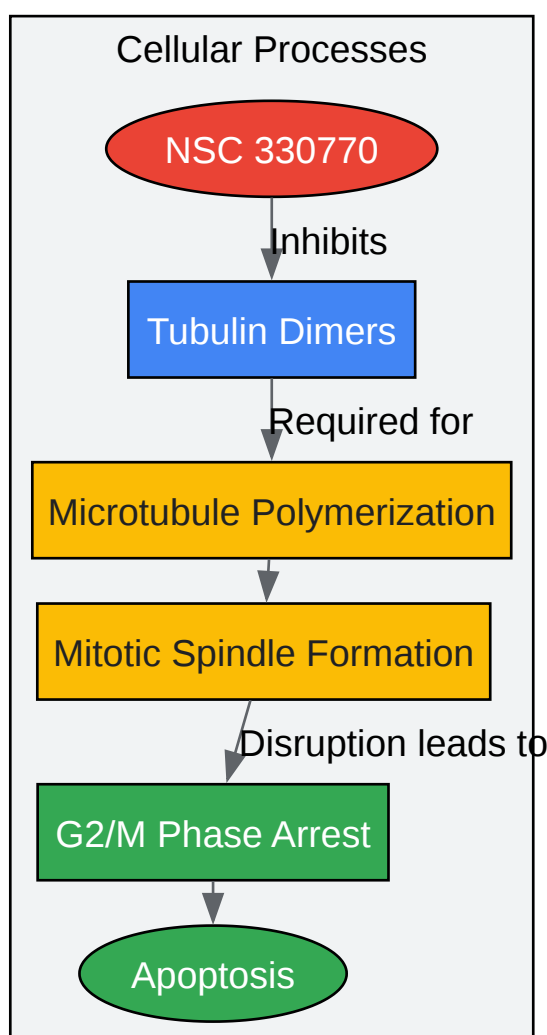 Cellular Processes
NSC 330770
Inhibits
Tubulin Dimers
Required for
Microtubule Polymerization
Mitotic Spindle Formation
Disruption leads to
G2/M Phase Arrest
Apoptosis